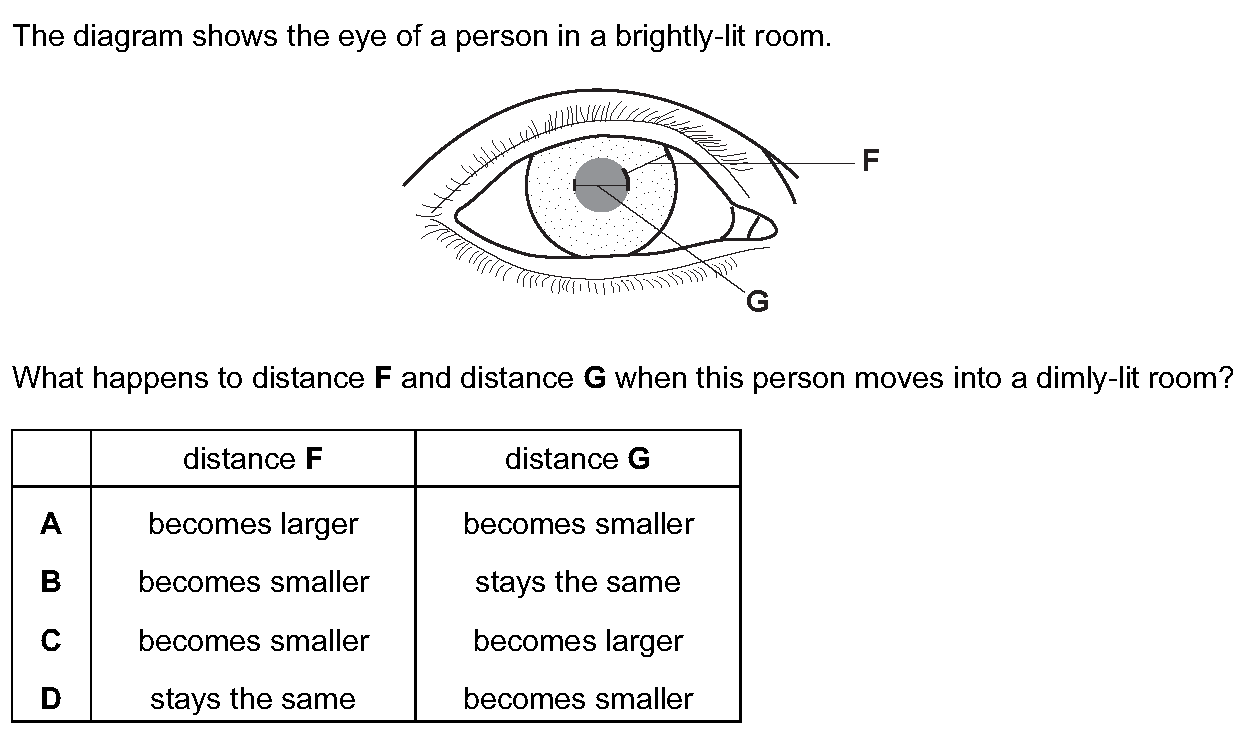 The diagram shows the eye of a person in a brightly-lit room.
F
G
What happens to distance F and distance G when this person moves into a dimly-lit room?
distance F distance G
A becomes larger becomes smaller
B becomes smaller stays the same
C becomes smaller becomes larger
D stays the same becomes smaller